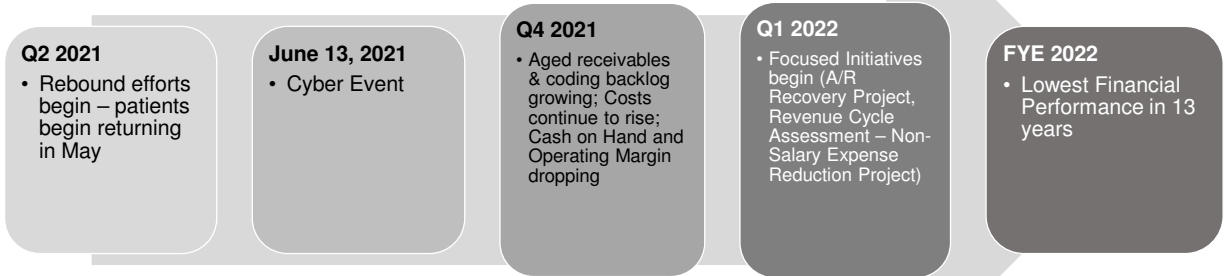 Q2 2021
• Rebound efforts
begin – patients
begin returning
in May
June 13, 2021
• Cyber Event
Q4 2021
• Aged receivables
& coding backlog
growing; Costs
continue to rise;
Cash on Hand and
Operating Margin
dropping
Q1 2022
• Focused Initiatives
begin (A/R
Recovery Project,
Revenue Cycle
Assessment – Non-
Salary Expense
Reduction Project)
FYE 2022
• Lowest Financial
Performance in 13
years